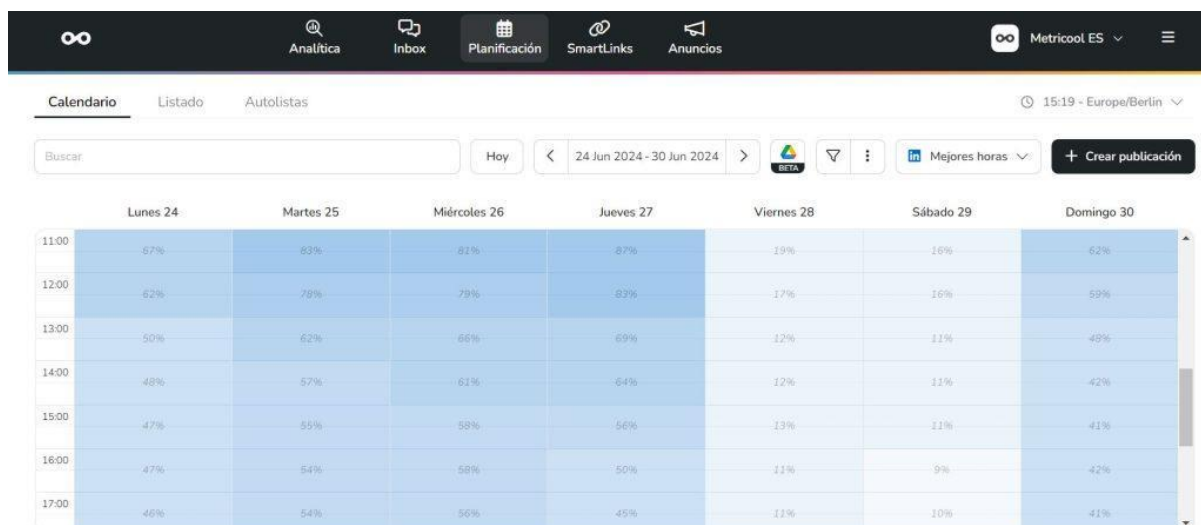 Analítica Inbox Planificación SmartLinks Anuncios Metricool ES
Calendario Listado Autolistas 15:19 - Europe/Berlin
Buscar Hoy 24 Jun 2024 - 30 Jun 2024 BETA in Mejores horas + Crear publicación
Lunes 24 Martes 25 Miércoles 26 Jueves 27 Viernes 28 Sábado 29 Domingo 30
11:00 67% 83% 81% 87% 19% 16% 62%
12:00 62% 78% 79% 83% 17% 16% 59%
13:00 50% 62% 66% 69% 12% 11% 48%
14:00 48% 57% 61% 64% 12% 11% 42%
15:00 47% 55% 58% 56% 13% 11% 41%
16:00 47% 54% 58% 50% 11% 9% 42%
17:00 46% 54% 56% 45% 11% 10% 41%